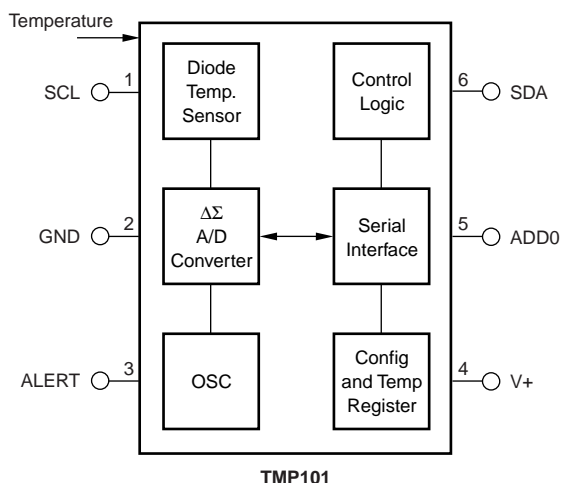 Temperature
SCL
1
Diode
Temp.
Sensor
Control
Logic
6
SDA
GND
2
ΔΣ
A/D
Converter
Serial
Interface
5
ADD0
ALERT
3
OSC
Config
and Temp
Register
4
V+
TMP101